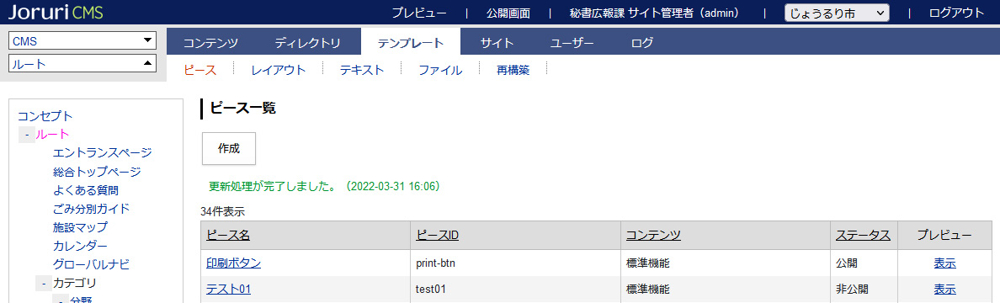 Joruri CMS プレビュー | 公開画面 | 秘書広報課 サイト管理者（admin） | じょうるり市 | ログアウト
CMS コンテンツ ディレクトリ テンプレート サイト ユーザー ログ
ルート ピース レイアウト テキスト ファイル 再構築
コンセプト
- ルート
エントランスページ
総合トップページ
よくある質問
ごみ分別ガイド
施設マップ
カレンダー
グローバルナビ
- カテゴリ
- 分野
ピース一覧
作成
更新処理が完了しました。（2022-03-31 16:06）
34件表示
ピース名 ピースID コンテンツ ステータス プレビュー
印刷ボタン print-btn 標準機能 公開 表示
テスト01 test01 標準機能 非公開 表示